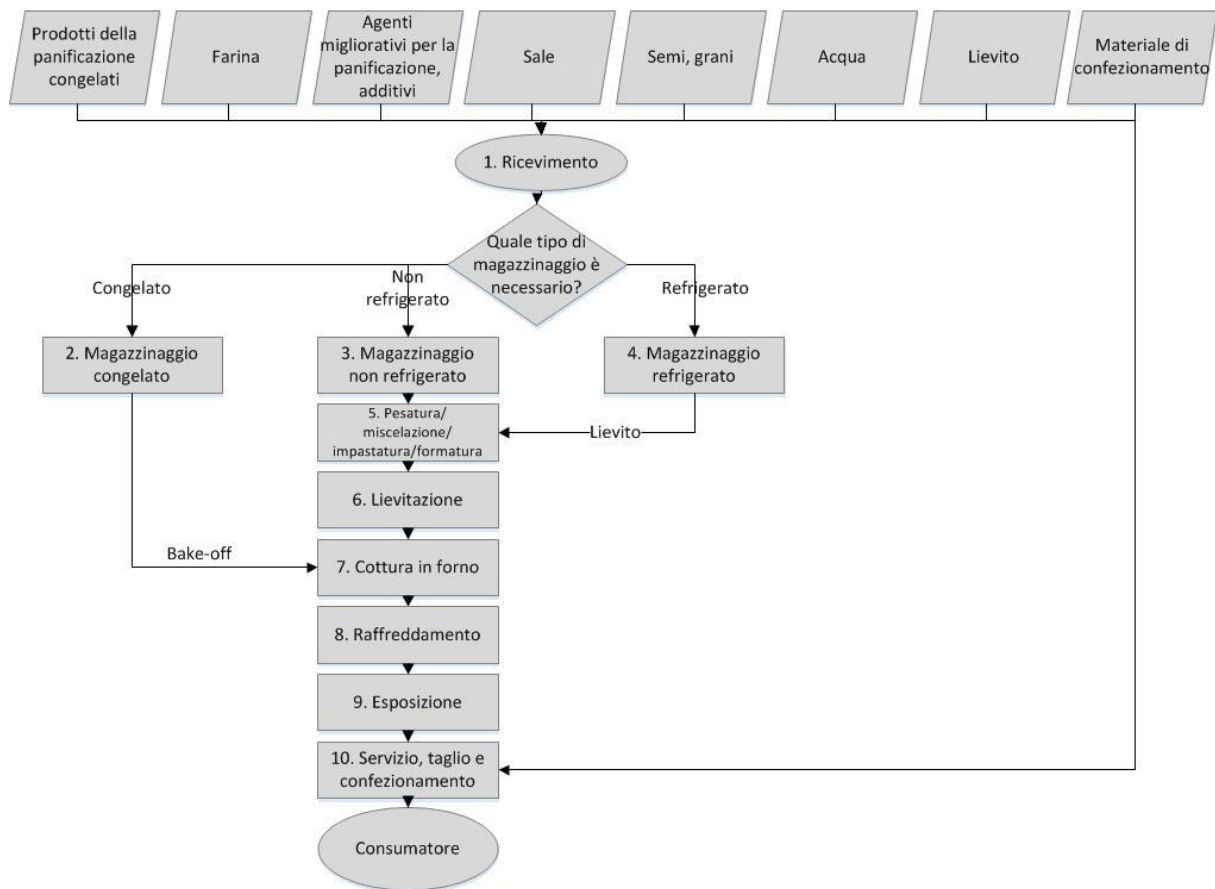 Prodotti della
panificazione
congelati
Farina
Agenti
migliorativi per la
panificazione,
additivi
Sale
Semi, grani
Acqua
Lievito
Materiale di
confezionamento
1. Ricevimento
Quale tipo di
magazzinaggio è
necessario?
Congelato
Non
refrigerato
Refrigerato
2. Magazzinaggio
congelato
3. Magazzinaggio
non refrigerato
4. Magazzinaggio
refrigerato
5. Pesatura/
miscelazione/
impastatura/formatura
Lievito
6. Lievitazione
Bake-off
7. Cottura in forno
8. Raffreddamento
9. Esposizione
10. Servizio, taglio e
confezionamento
Consumatore